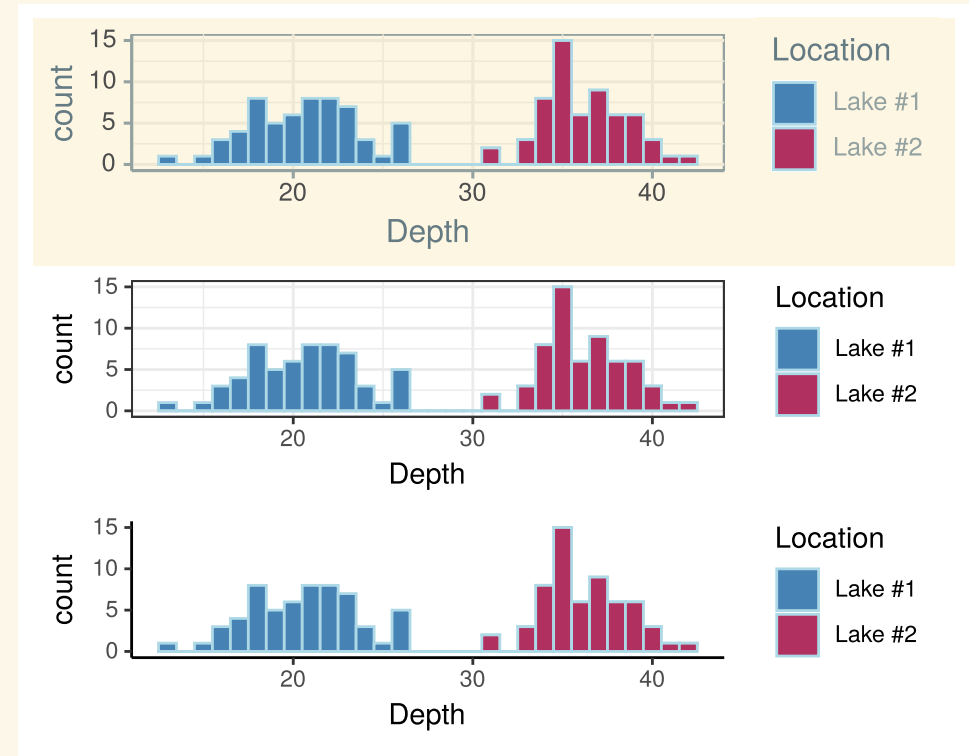 15
10
5
0
count
20 30 40
Depth
Location
Lake #1
Lake #2
15
10
5
0
count
20 30 40
Depth
Location
Lake #1
Lake #2
15
10
5
0
count
20 30 40
Depth
Location
Lake #1
Lake #2